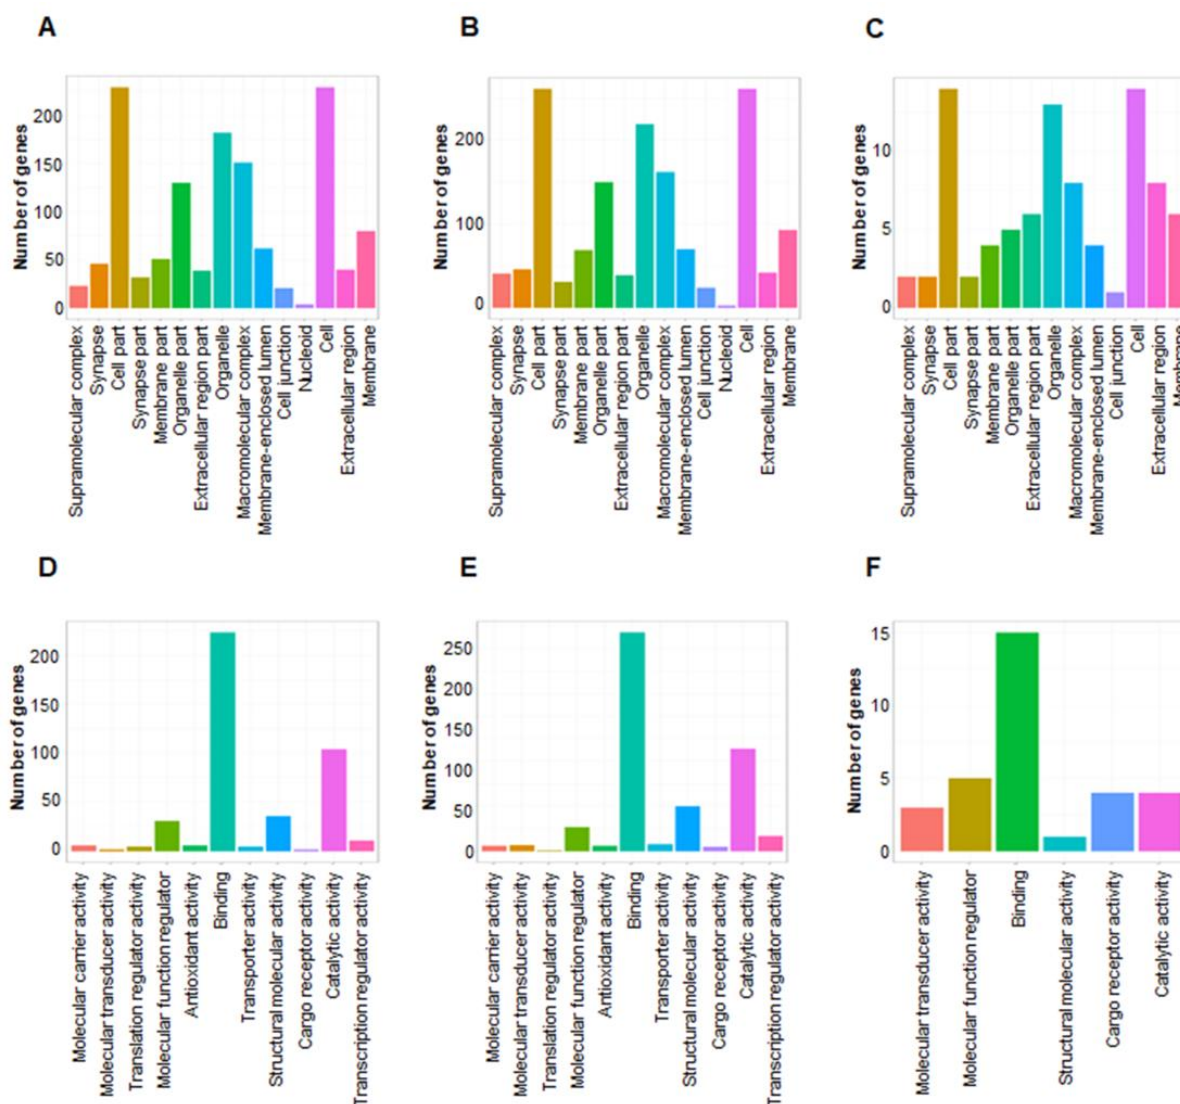 A
Number of genes
200
150
100
50
0
Supramolecular complex
Synapse
Cell part
Synapse part
Membrane part
Organelle part
Extracellular region part
Organelle
Macromolecular complex
Membrane-enclosed lumen
Cell junction
Nucleoid
Cell
Extracellular region
Membrane
B
Number of genes
200
100
0
Supramolecular complex
Synapse
Cell part
Synapse part
Membrane part
Organelle part
Extracellular region part
Organelle
Macromolecular complex
Membrane-enclosed lumen
Cell junction
Nucleoid
Cell
Extracellular region
Membrane
C
Number of genes
10
5
0
Supramolecular complex
Synapse
Cell part
Synapse part
Membrane part
Organelle part
Extracellular region part
Organelle
Macromolecular complex
Membrane-enclosed lumen
Cell junction
Cell
Extracellular region
Membrane
D
Number of genes
200
150
100
50
0
Molecular carrier activity
Molecular transducer activity
Translation regulator activity
Molecular function regulator
Antioxidant activity
Binding
Transporter activity
Structural molecular activity
Cargo receptor activity
Catalytic activity
Transcription regulator activity
E
Number of genes
250
200
150
100
50
0
Molecular carrier activity
Molecular transducer activity
Translation regulator activity
Molecular function regulator
Antioxidant activity
Binding
Transporter activity
Structural molecular activity
Cargo receptor activity
Catalytic activity
Transcription regulator activity
F
Number of genes
15
10
5
0
Molecular transducer activity
Molecular function regulator
Binding
Structural molecular activity
Cargo receptor activity
Catalytic activity